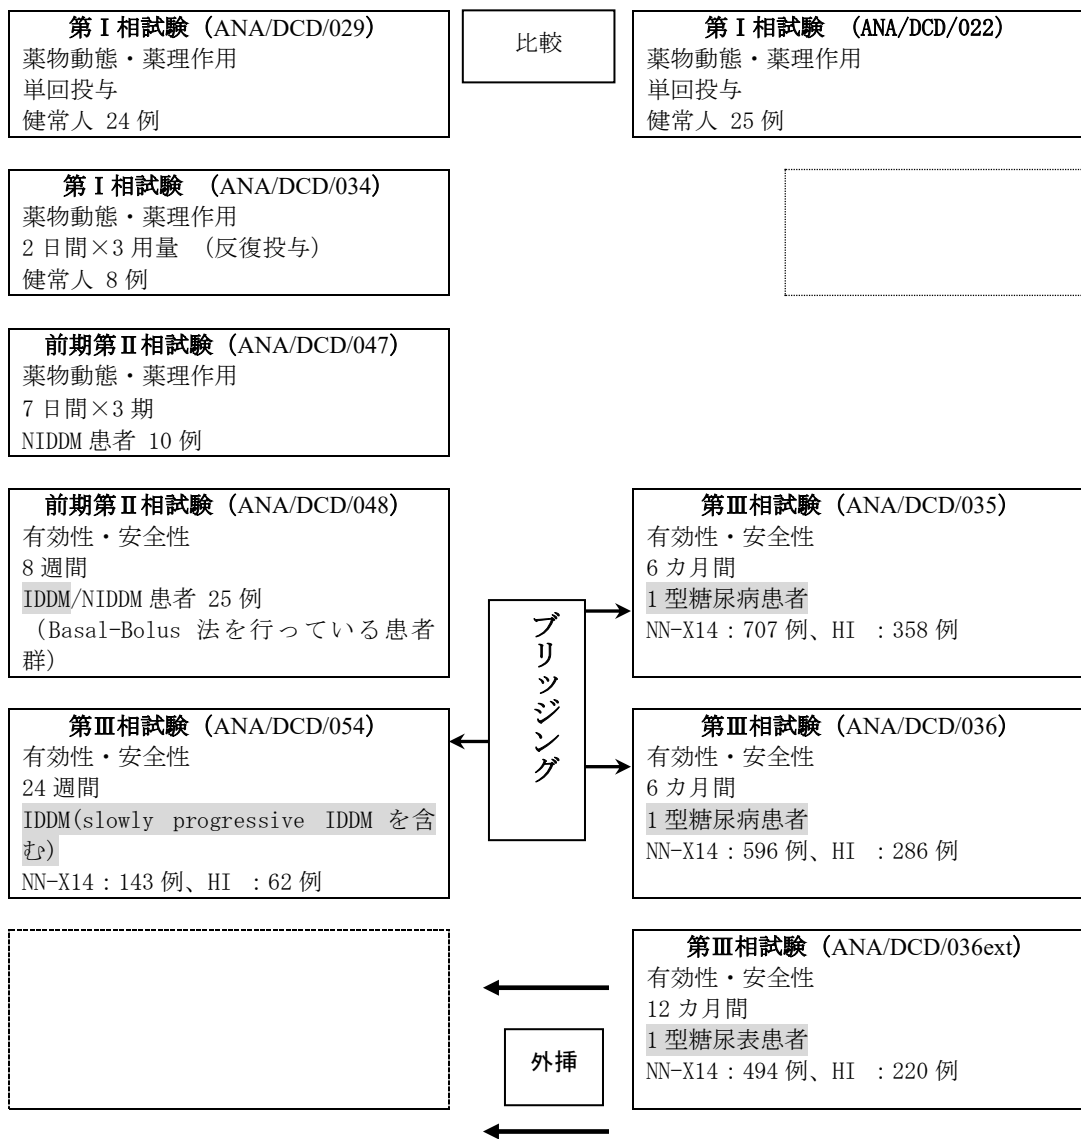 第Ⅰ相試験（ANA/DCD/029）
薬物動態・薬理作用
単回投与
健常人 24 例
比較
第Ⅰ相試験 （ANA/DCD/022）
薬物動態・薬理作用
単回投与
健常人 25 例
第Ⅰ相試験 （ANA/DCD/034）
薬物動態・薬理作用
2 日間×3 用量 （反復投与）
健常人 8 例
前期第Ⅱ相試験（ANA/DCD/047）
薬物動態・薬理作用
7 日間×3 期
NIDDM 患者 10 例
前期第Ⅱ相試験（ANA/DCD/048）
有効性・安全性
8 週間
IDDM/NIDDM 患者 25 例
（Basal-Bolus 法を行っている患者
群）
ブリッジング
第Ⅲ相試験（ANA/DCD/035）
有効性・安全性
6 カ月間
1 型糖尿病患者
NN-X14：707 例、HI ：358 例
第Ⅲ相試験（ANA/DCD/054）
有効性・安全性
24 週間
IDDM(slowly progressive IDDM を含
む)
NN-X14：143 例、HI ：62 例
第Ⅲ相試験（ANA/DCD/036）
有効性・安全性
6 カ月間
1 型糖尿病患者
NN-X14：596 例、HI ：286 例
外挿
第Ⅲ相試験（ANA/DCD/036ext）
有効性・安全性
12 カ月間
1 型糖尿表患者
NN-X14：494 例、HI ：220 例